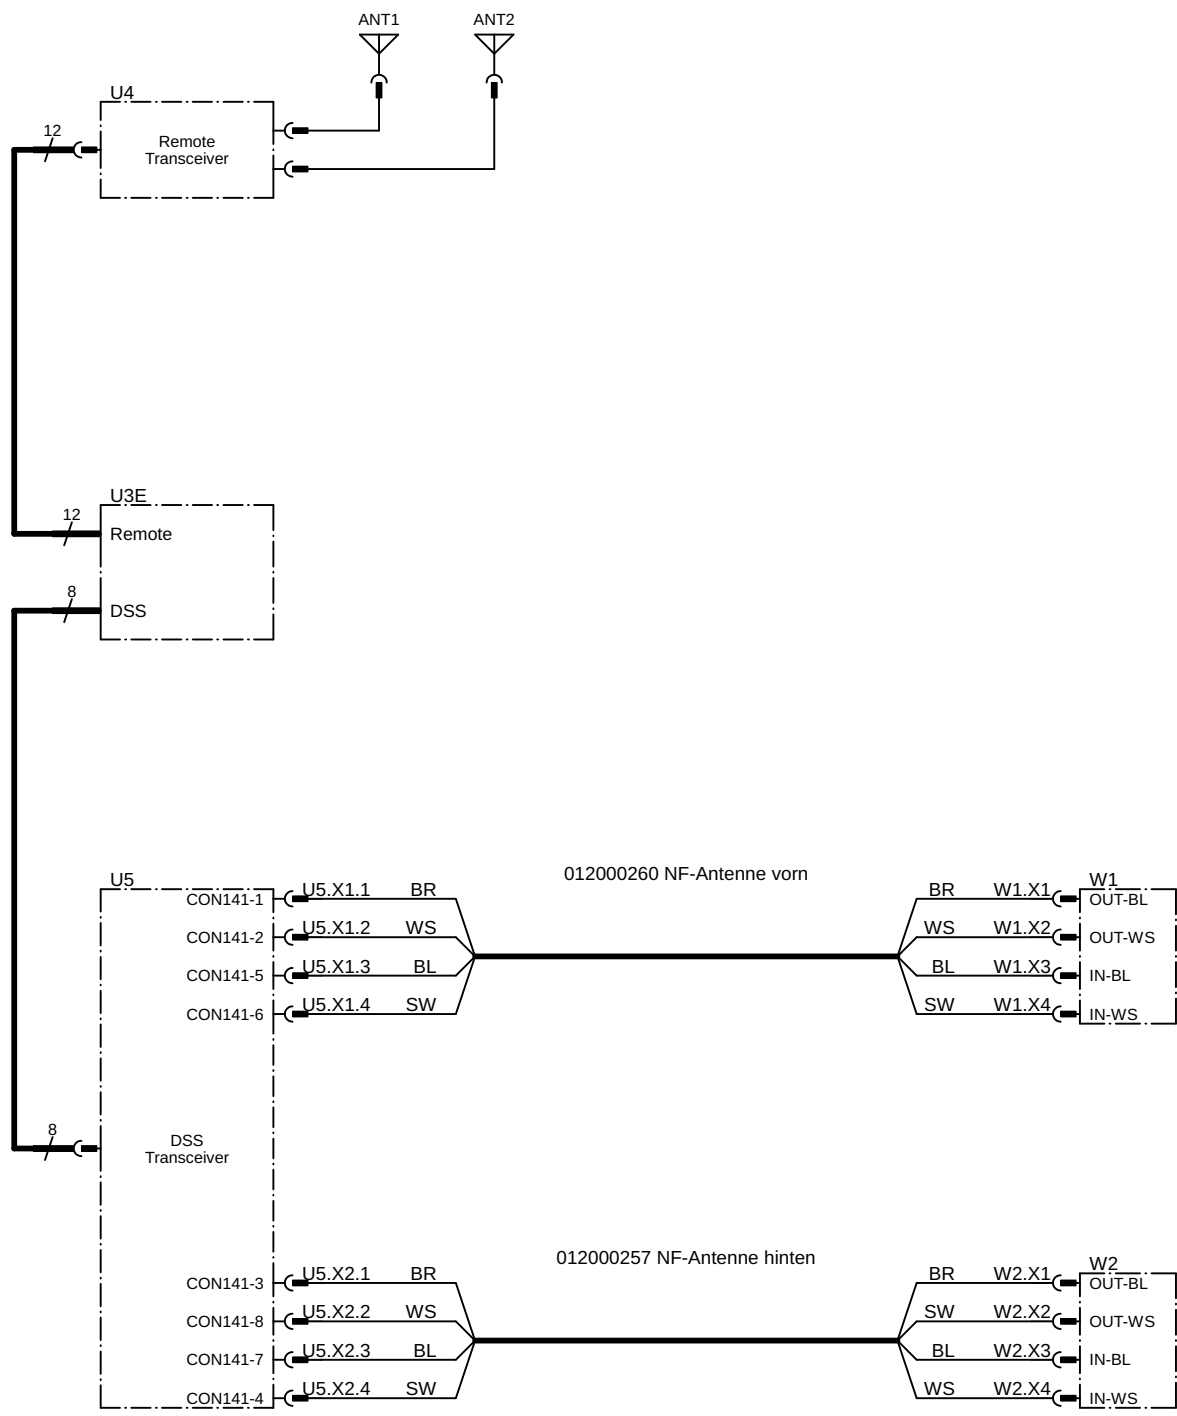 ANT1 ANT2
U4
12
Remote
Transceiver
U3E
12
Remote
8
DSS
012000260 NF-Antenne vorn
U5 W1
CON141-1 U5.X1.1 BR BR W1.X1 OUT-BL
CON141-2 U5.X1.2 WS WS W1.X2 OUT-WS
CON141-5 U5.X1.3 BL BL W1.X3 IN-BL
CON141-6 U5.X1.4 SW SW W1.X4 IN-WS
8
DSS
Transceiver
012000257 NF-Antenne hinten
W2
CON141-3 U5.X2.1 BR BR W2.X1 OUT-BL
CON141-8 U5.X2.2 WS SW W2.X2 OUT-WS
CON141-7 U5.X2.3 BL BL W2.X3 IN-BL
CON141-4 U5.X2.4 SW WS W2.X4 IN-WS